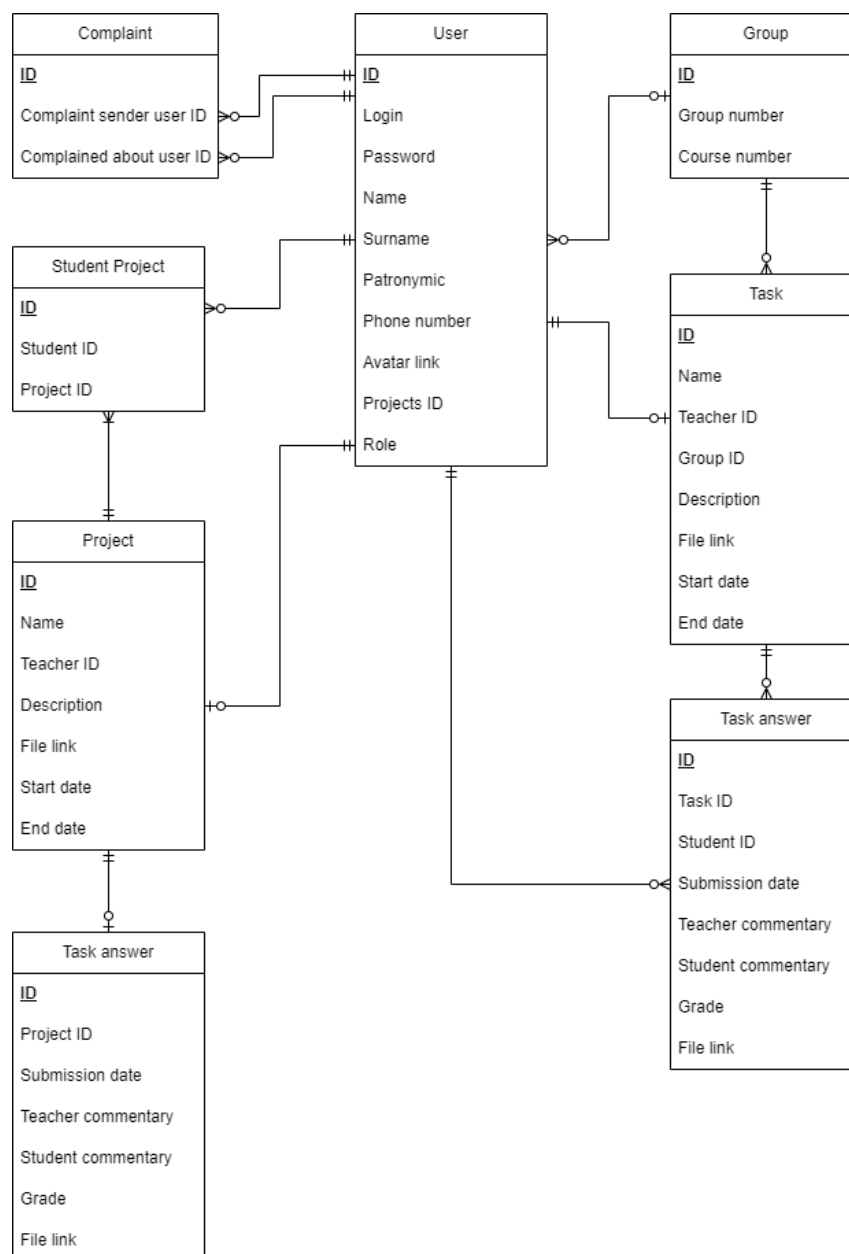 Complaint
ID
Complaint sender user ID
Complained about user ID
User
ID
Login
Password
Name
Surname
Patronymic
Phone number
Avatar link
Projects ID
Role
Group
ID
Group number
Course number
Student Project
ID
Student ID
Project ID
Task
ID
Name
Teacher ID
Group ID
Description
File link
Start date
End date
Project
ID
Name
Teacher ID
Description
File link
Start date
End date
Task answer
ID
Task ID
Student ID
Submission date
Teacher commentary
Student commentary
Grade
File link
Task answer
ID
Project ID
Submission date
Teacher commentary
Student commentary
Grade
File link